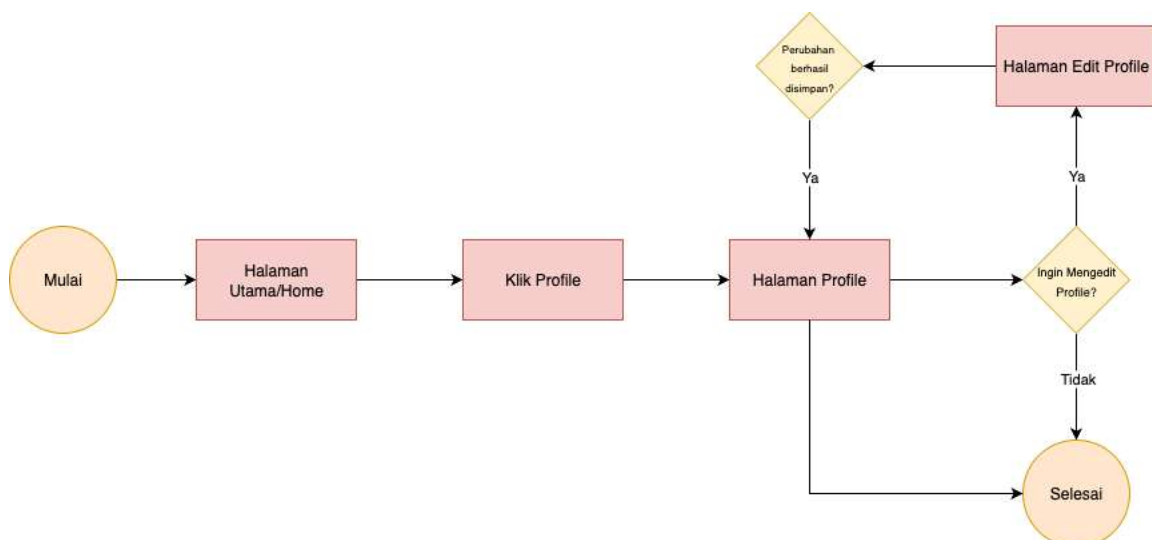 Perubahan
berhasil
disimpan?
Halaman Edit Profile
Ya
Ya
Mulai
Halaman
Utama/Home
Klik Profile
Halaman Profile
Ingin Mengedit
Profile?
Tidak
Selesai